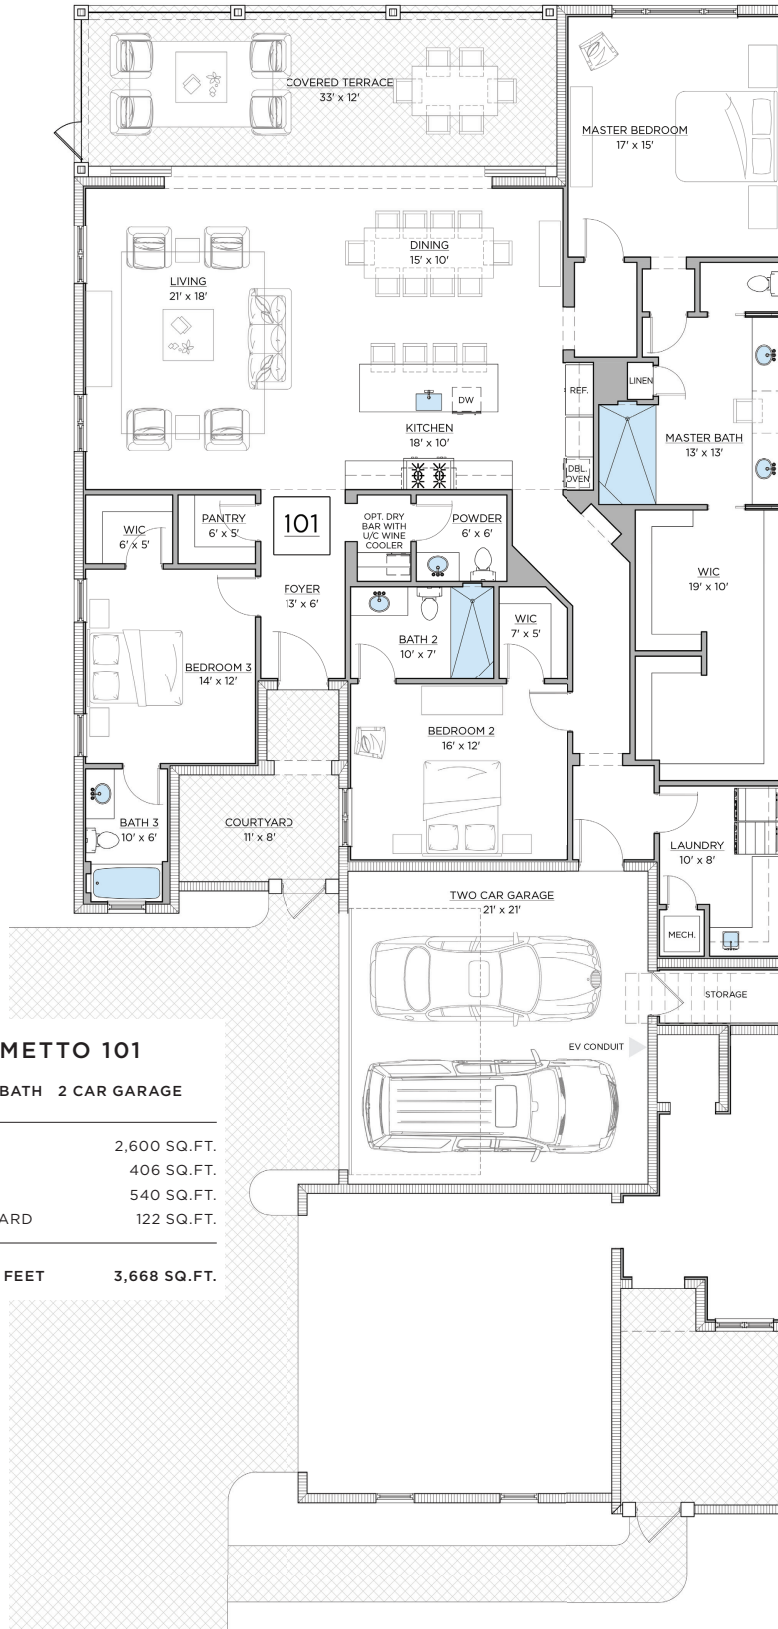 COVERED TERRACE
33' x 12'
MASTER BEDROOM
17' x 15'
DINING
15' x 10'
LIVING
21' x 18'
REF.
LINEN
DW
KITCHEN
18' x 10'
MASTER BATH
13' x 13'
DBL.
OVEN
WIC
6' x 5'
PANTRY
6' x 5'
101
OPT. DRY
BAR WITH
U/C WINE
COOLER
POWDER
6' x 6'
WIC
19' x 10'
FOYER
13' x 6'
BATH 2
10' x 7'
WIC
7' x 5'
BEDROOM 3
14' x 12'
BEDROOM 2
16' x 12'
BATH 3
10' x 6'
COURTYARD
11' x 8'
LAUNDRY
10' x 8'
TWO CAR GARAGE
21' x 21'
MECH.
STORAGE
EV CONDUIT
METTO 101
BATH 2 CAR GARAGE
2,600 SQ.FT.
406 SQ.FT.
540 SQ.FT.
ARD 122 SQ.FT.
FEET 3,668 SQ.FT.